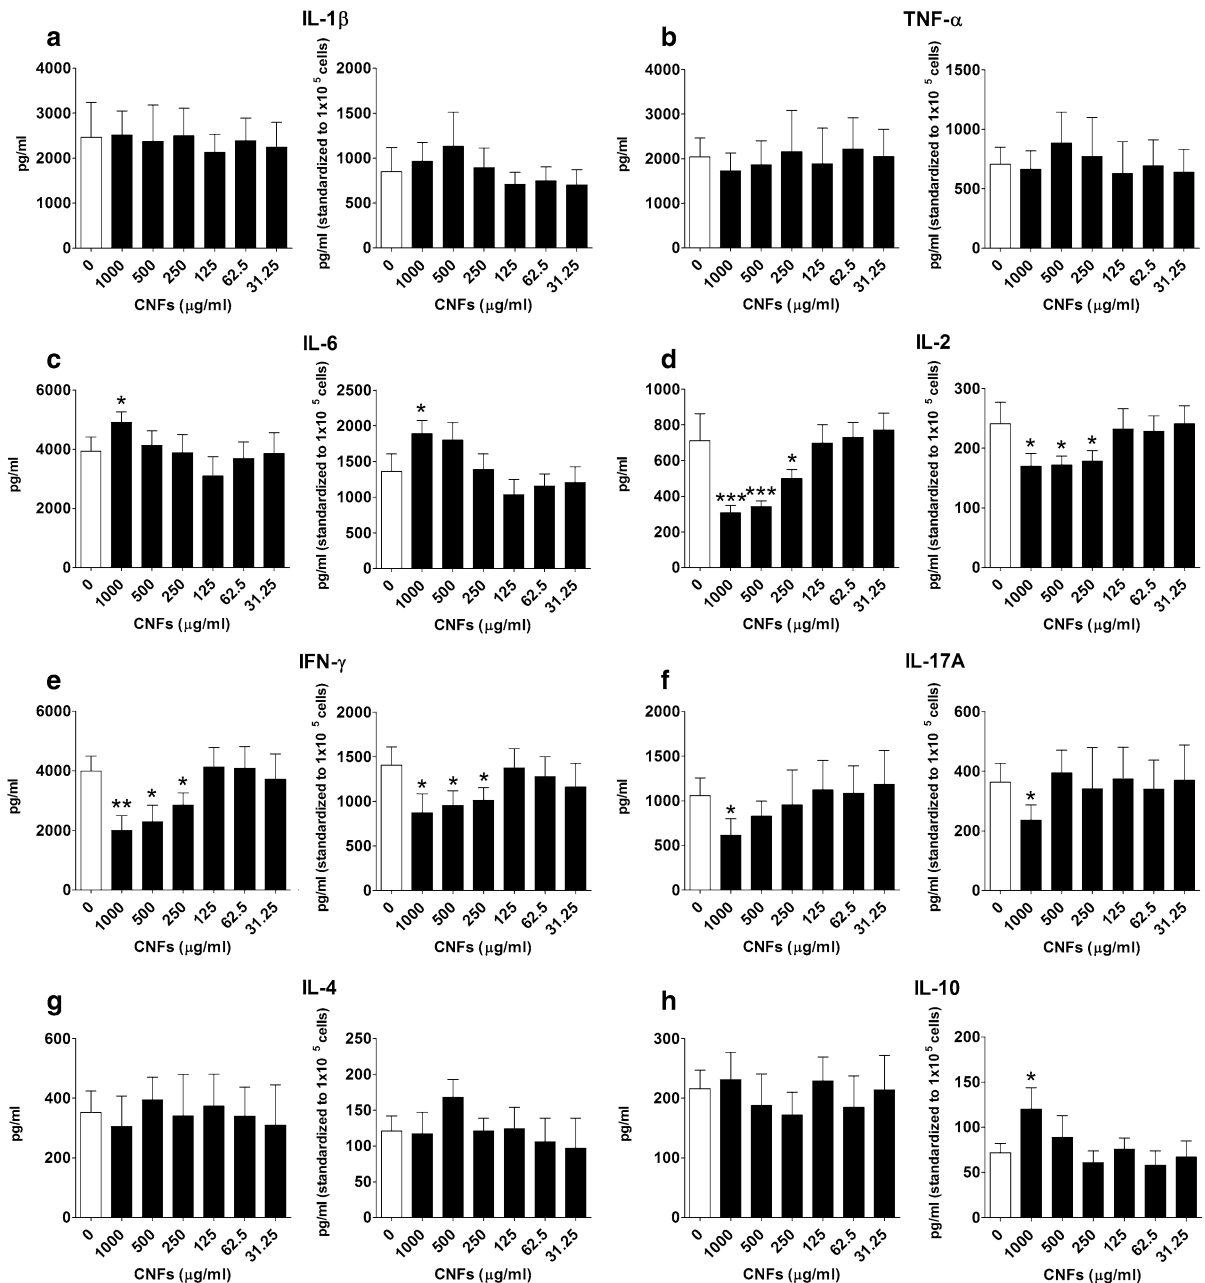 IL-1β
a
pg/ml
4000
3000
2000
1000
0
0 1000 500 250 125 62.5 31.25
CNFs (μg/ml)
pg/ml (standardized to 1x10 5 cells)
2000
1500
1000
500
0
0 1000 500 250 125 62.5 31.25
CNFs (μg/ml)
TNF-α
b
pg/ml
4000
3000
2000
1000
0
0 1000 500 250 125 62.5 31.25
CNFs (μg/ml)
pg/ml (standardized to 1x10 5 cells)
1500
1000
500
0
0 1000 500 250 125 62.5 31.25
CNFs (μg/ml)
IL-6
c
pg/ml
6000
4000
2000
0
*
0 1000 500 250 125 62.5 31.25
CNFs (μg/ml)
pg/ml (standardized to 1x10 5 cells)
2500
2000
1500
1000
500
0
*
0 1000 500 250 125 62.5 31.25
CNFs (μg/ml)
IL-2
d
pg/ml
1000
800
600
400
200
0
*** *** *
0 1000 500 250 125 62.5 31.25
CNFs (μg/ml)
pg/ml (standardized to 1x10 5 cells)
300
200
100
0
* * *
0 1000 500 250 125 62.5 31.25
CNFs (μg/ml)
IFN-γ
e
pg/ml
6000
4000
2000
0
** * *
0 1000 500 250 125 62.5 31.25
CNFs (μg/ml)
pg/ml (standardized to 1x10 5 cells)
2000
1500
1000
500
0
* * *
0 1000 500 250 125 62.5 31.25
CNFs (μg/ml)
IL-17A
f
pg/ml
2000
1500
1000
500
0
*
0 1000 500 250 125 62.5 31.25
CNFs (μg/ml)
pg/ml (standardized to 1x10 5 cells)
600
400
200
0
*
0 1000 500 250 125 62.5 31.25
CNFs (μg/ml)
IL-4
g
pg/ml
600
400
200
0
0 1000 500 250 125 62.5 31.25
CNFs (μg/ml)
pg/ml (standardized to 1x10 5 cells)
250
200
150
100
50
0
0 1000 500 250 125 62.5 31.25
CNFs (μg/ml)
IL-10
h
pg/ml
300
200
100
0
0 1000 500 250 125 62.5 31.25
CNFs (μg/ml)
pg/ml (standardized to 1x10 5 cells)
200
150
100
50
0
*
0 1000 500 250 125 62.5 31.25
CNFs (μg/ml)